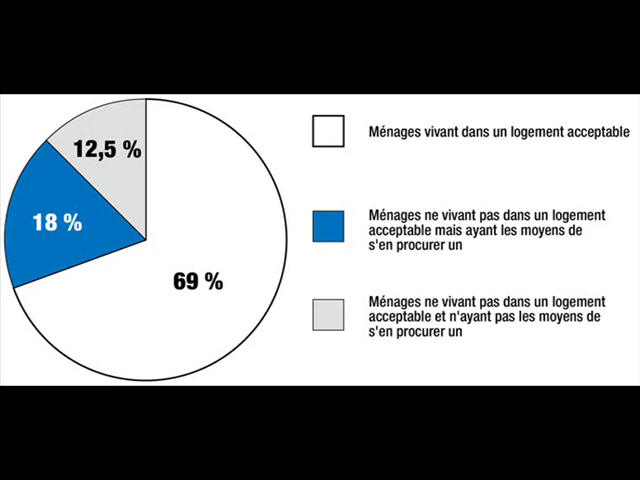 12,5 %
18 %
69 %
Ménages vivant dans un logement acceptable
Ménages ne vivant pas dans un logement
acceptable mais ayant les moyens de
s'en procurer un
Ménages ne vivant pas dans un logement
acceptable et n'ayant pas les moyens de
s'en procurer un